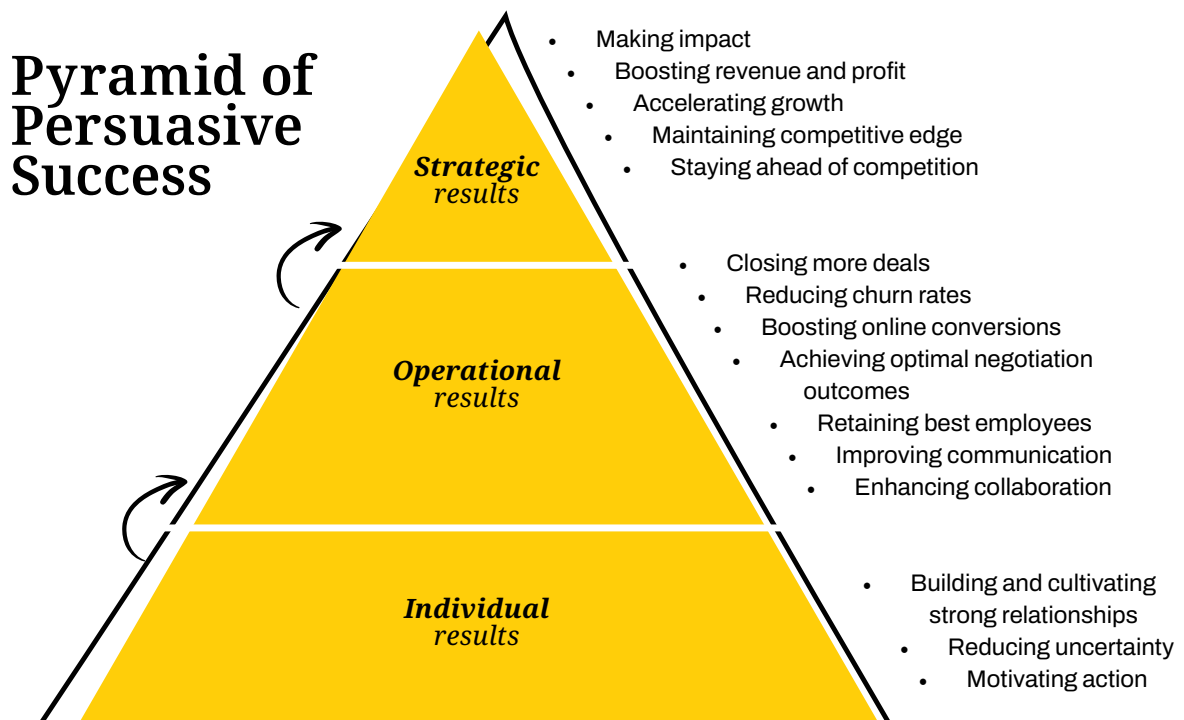 Pyramid of
Persuasive
Success
Strategic
results
• Making impact
• Boosting revenue and profit
• Accelerating growth
• Maintaining competitive edge
• Staying ahead of competition
Operational
results
• Closing more deals
• Reducing churn rates
• Boosting online conversions
• Achieving optimal negotiation
outcomes
• Retaining best employees
• Improving communication
• Enhancing collaboration
Individual
results
• Building and cultivating
strong relationships
• Reducing uncertainty
• Motivating action